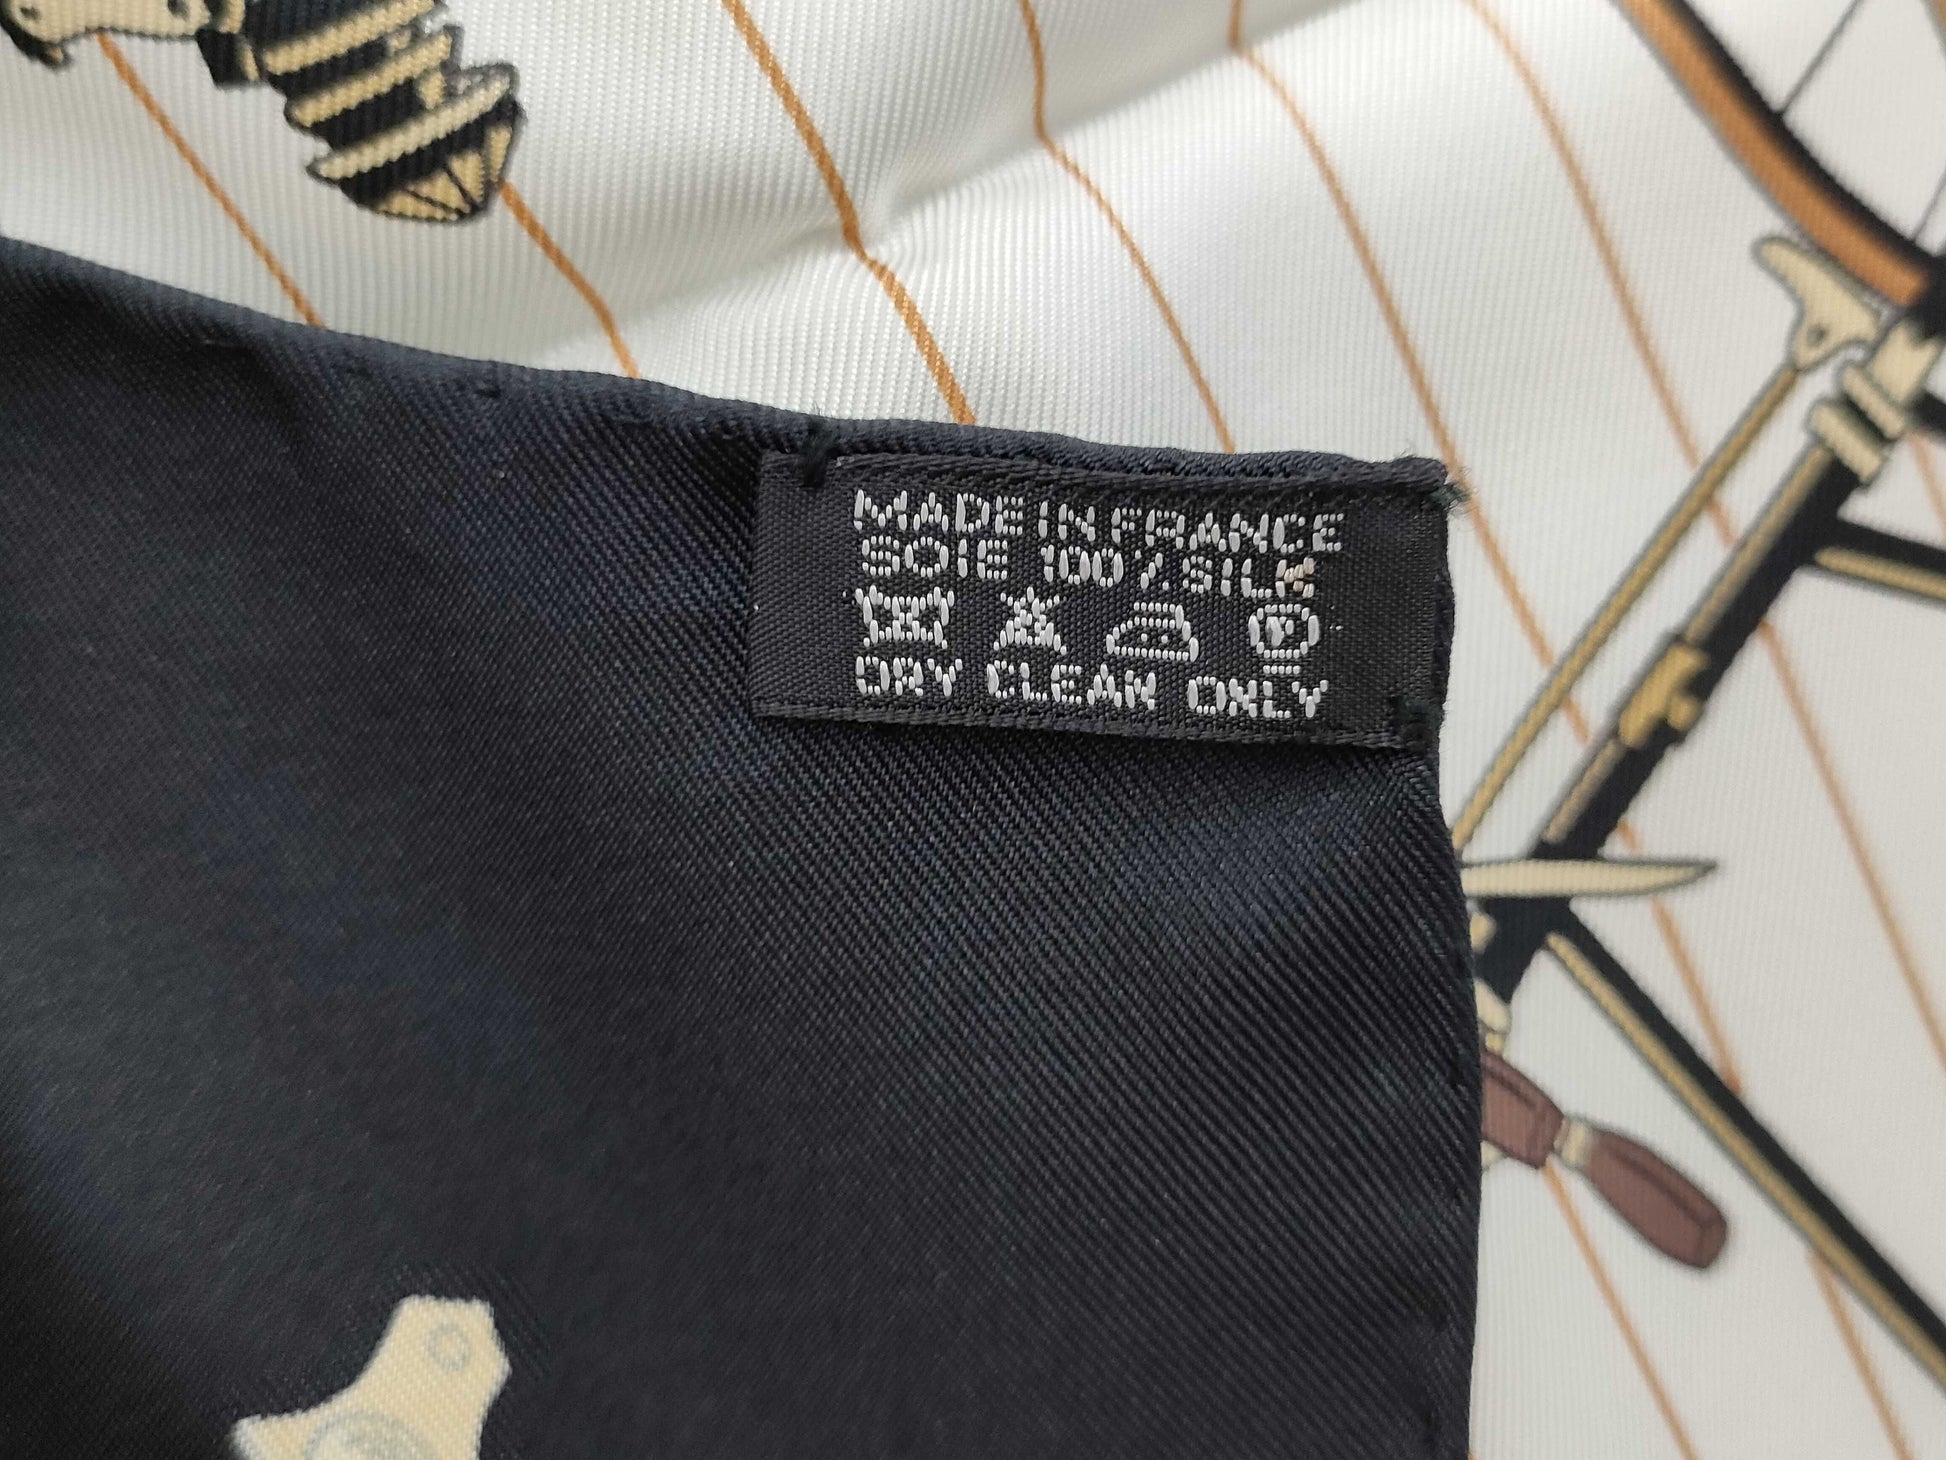 MADE IN FRANCE
SOIE 100% SILK
P
DRY CLEAN ONLY